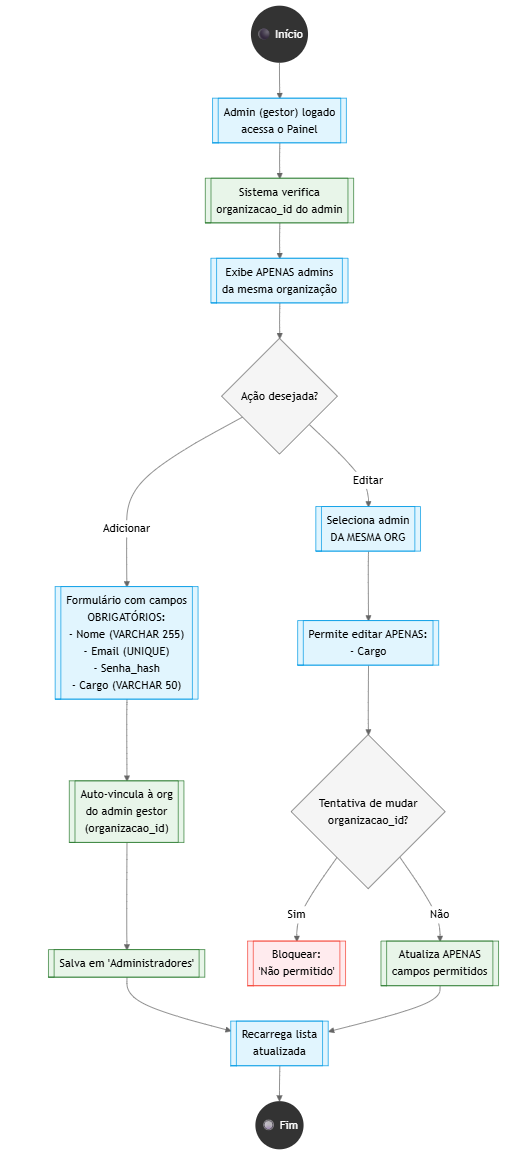 Início
Admin (gestor) logado
acessa o Painel
Sistema verifica
organizacao_id do admin
Exibe APENAS admins
da mesma organização
Ação desejada?
Editar
Adicionar
Seleciona admin
DA MESMA ORG
Formulário com campos
OBRIGATÓRIOS:
- Nome (VARCHAR 255)
- Email (UNIQUE)
- Senha_hash
- Cargo (VARCHAR 50)
Permite editar APENAS:
- Cargo
Auto-vincula à org
do admin gestor
(organizacao_id)
Tentativa de mudar
organizacao_id?
Sim
Não
Salva em 'Administradores'
Bloquear:
'Não permitido'
Atualiza APENAS
campos permitidos
Recarrega lista
atualizada
Fim